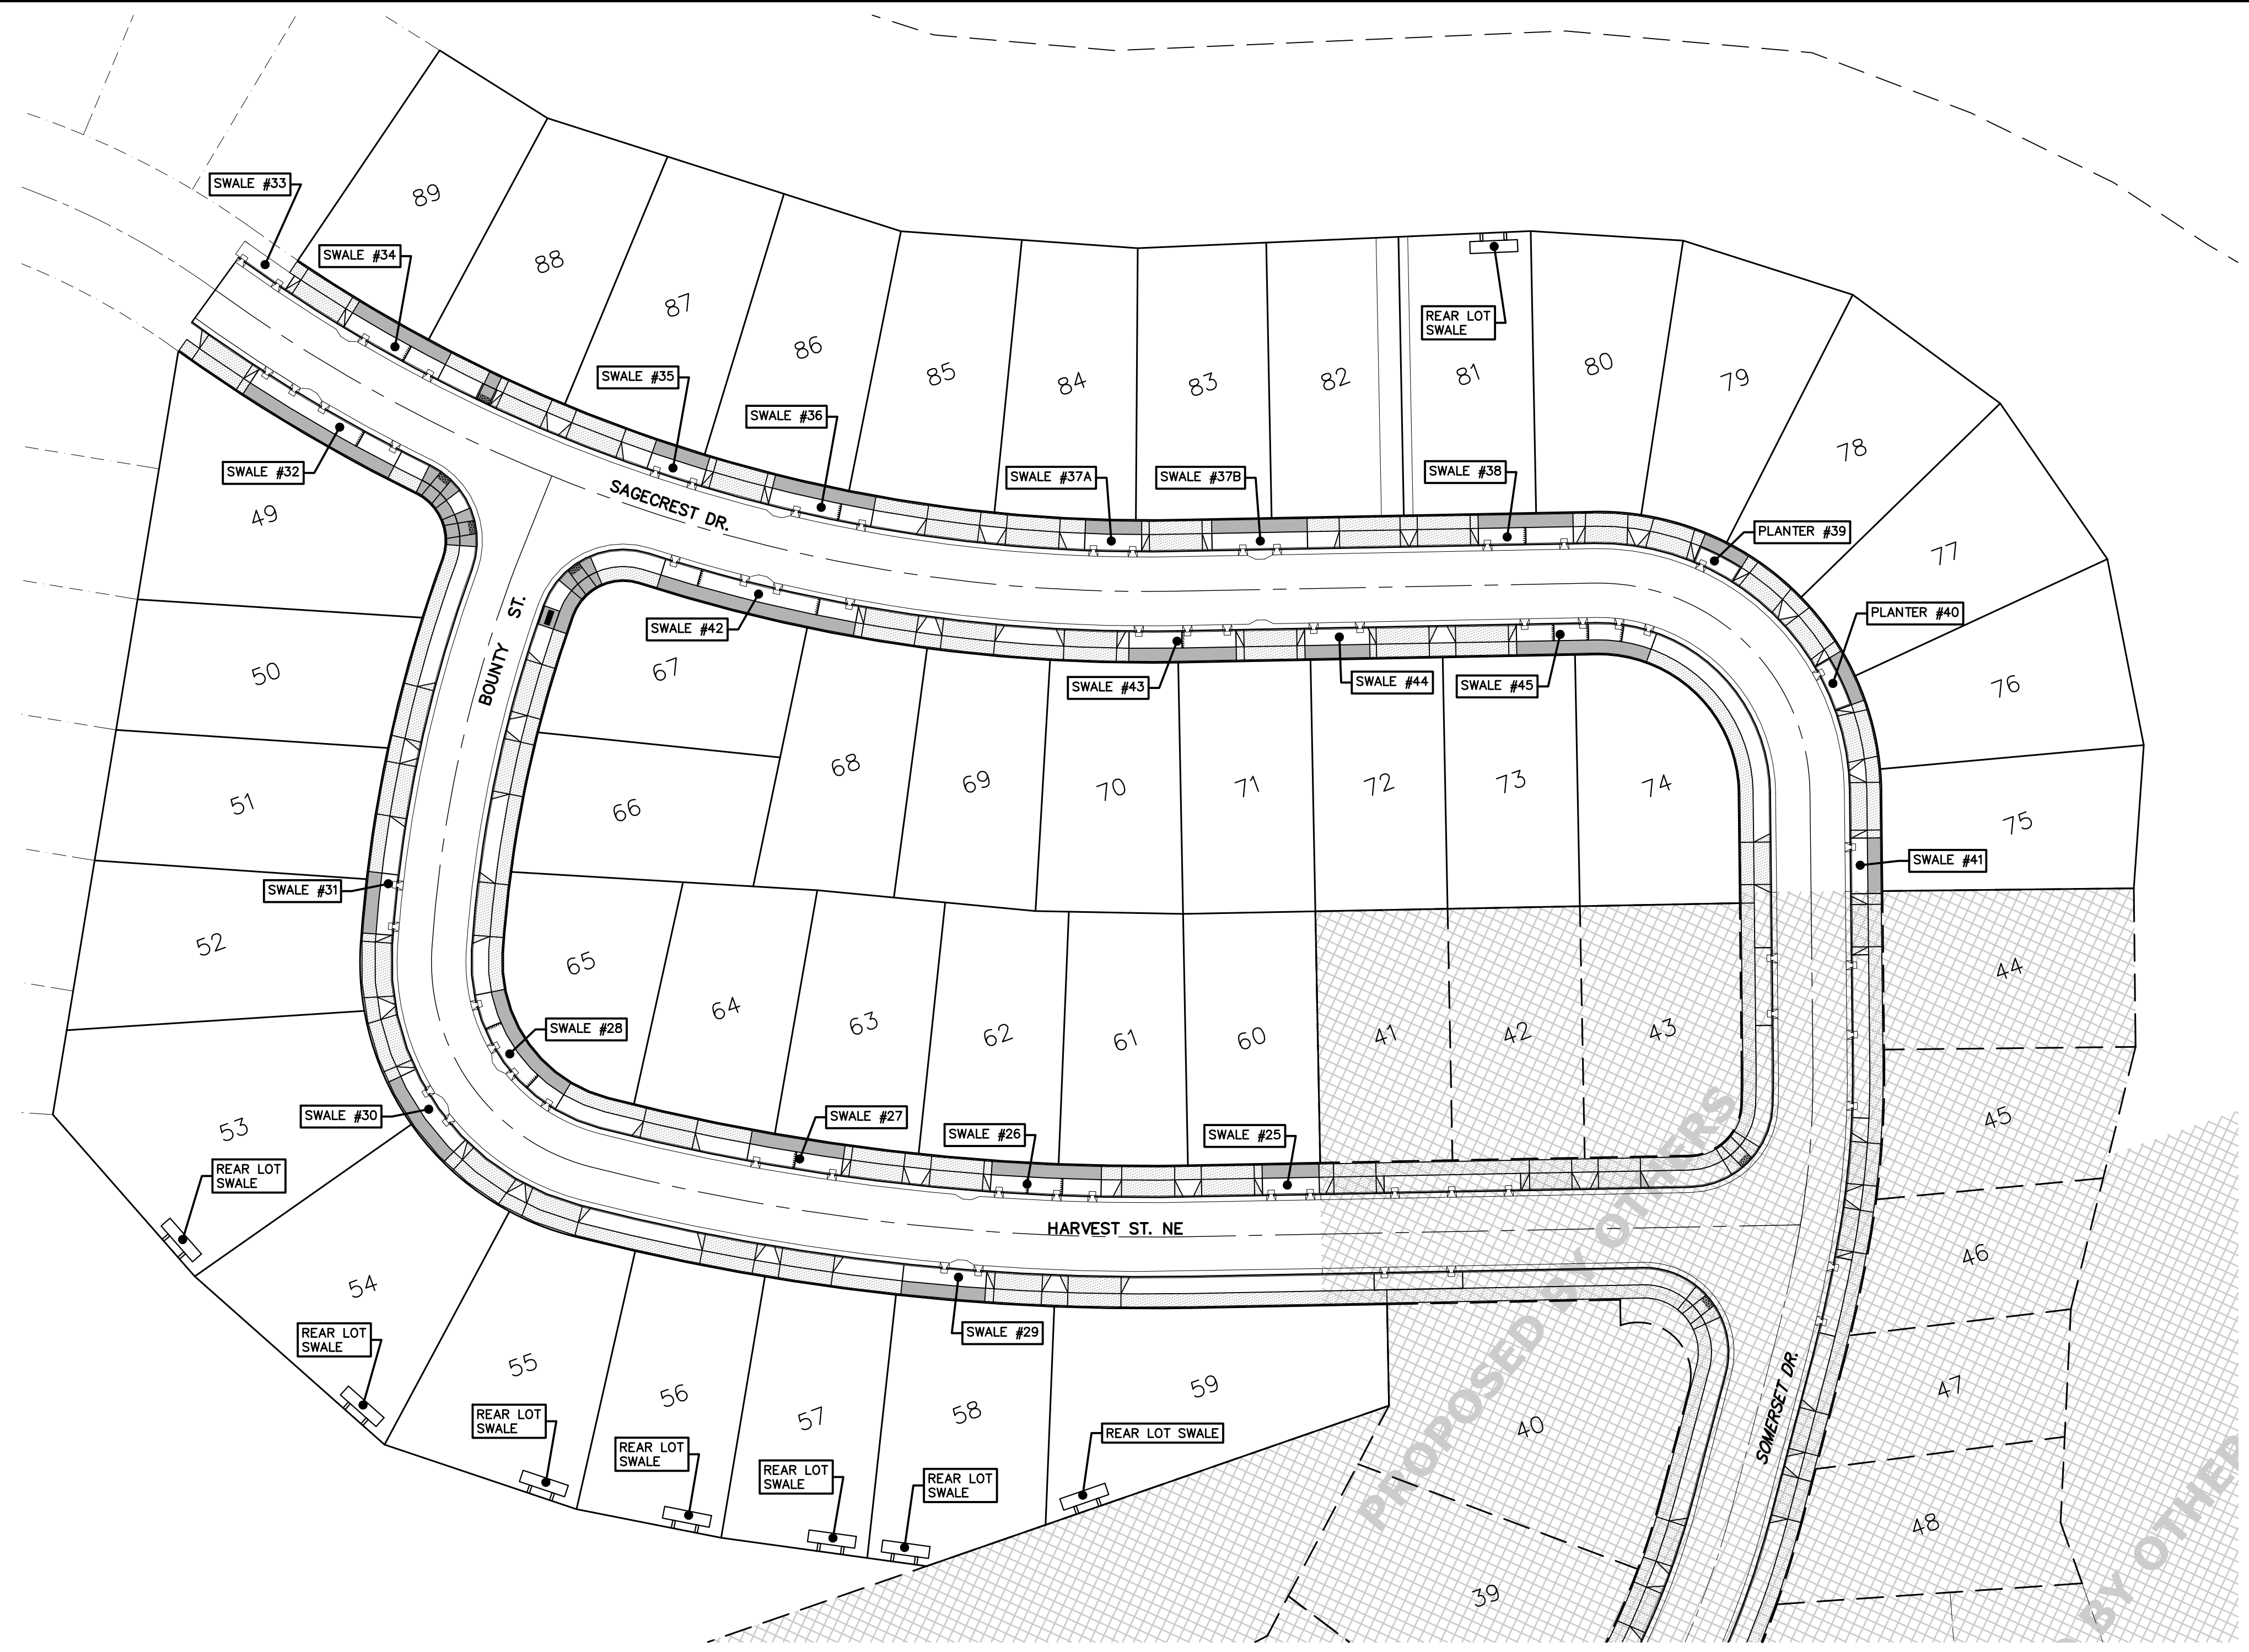 SWALE #33
89
SWALE #34
88
87
SWALE #35
86
SWALE #36
85
84
83
82
81
REAR LOT
SWALE
80
79
78
77
76
75
SWALE #32
49
SAGECREST DR.
SWALE #37A
SWALE #37B
SWALE #38
PLANTER #39
PLANTER #40
SWALE #41
BOUNTY ST.
SWALE #42
SWALE #43
SWALE #44
SWALE #45
50
51
52
53
67
66
68
69
70
71
72
73
74
SWALE #31
65
64
63
62
61
60
41
42
43
44
45
46
47
48
SWALE #28
SWALE #30
SWALE #27
SWALE #26
SWALE #25
REAR LOT
SWALE
HARVEST ST. NE
54
REAR LOT
SWALE
55
REAR LOT
SWALE
56
REAR LOT
SWALE
57
REAR LOT
SWALE
58
REAR LOT
SWALE
SWALE #29
59
REAR LOT SWALE
40
39
SOMERSET DR.
PROPOSED BY OTHERS
BY OTHER